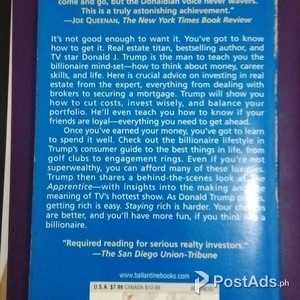 come and go, but the Donaldian voice never wavers.
This is a truly astonishing achievement."
—JOE QUEENAN, The New York Times Book Review
It's not good enough to want it. You've got to know
how to get it. Real estate titan, bestselling author, and
TV star Donald J. Trump is the man to teach you the
billionaire mind-set—how to think about money, career
skills, and life. Here is crucial advice on investing in real
estate from the expert, everything from dealing with
brokers to securing a mortgage. Trump will show you
how to cut costs, invest wisely, and balance your
portfolio. He'll even teach you how to know if your
friends are loyal—everything you need to get ahead.
Once you've earned your money, you've got to learn
to spend it well. Check out the billionaire lifestyle in
Trump's consumer guide to the best things in life, from
golf clubs to engagement rings. Even if you're not
superwealthy, you can afford many of these luxuries.
Trump then shares a behind-the-scenes look at The
Apprentice—with insights into the making and
meaning of TV's hottest show. As Donald Trump
getting rich is easy. Staying rich is harder. Your
are better, and you'll have more fun, if you think
billionaire.
"Required reading for serious realty investors."
—The San Diego Union-Tribune
www.ballantinebooks.com
U.S.A. $7.99 CANADA
PostAds.ph